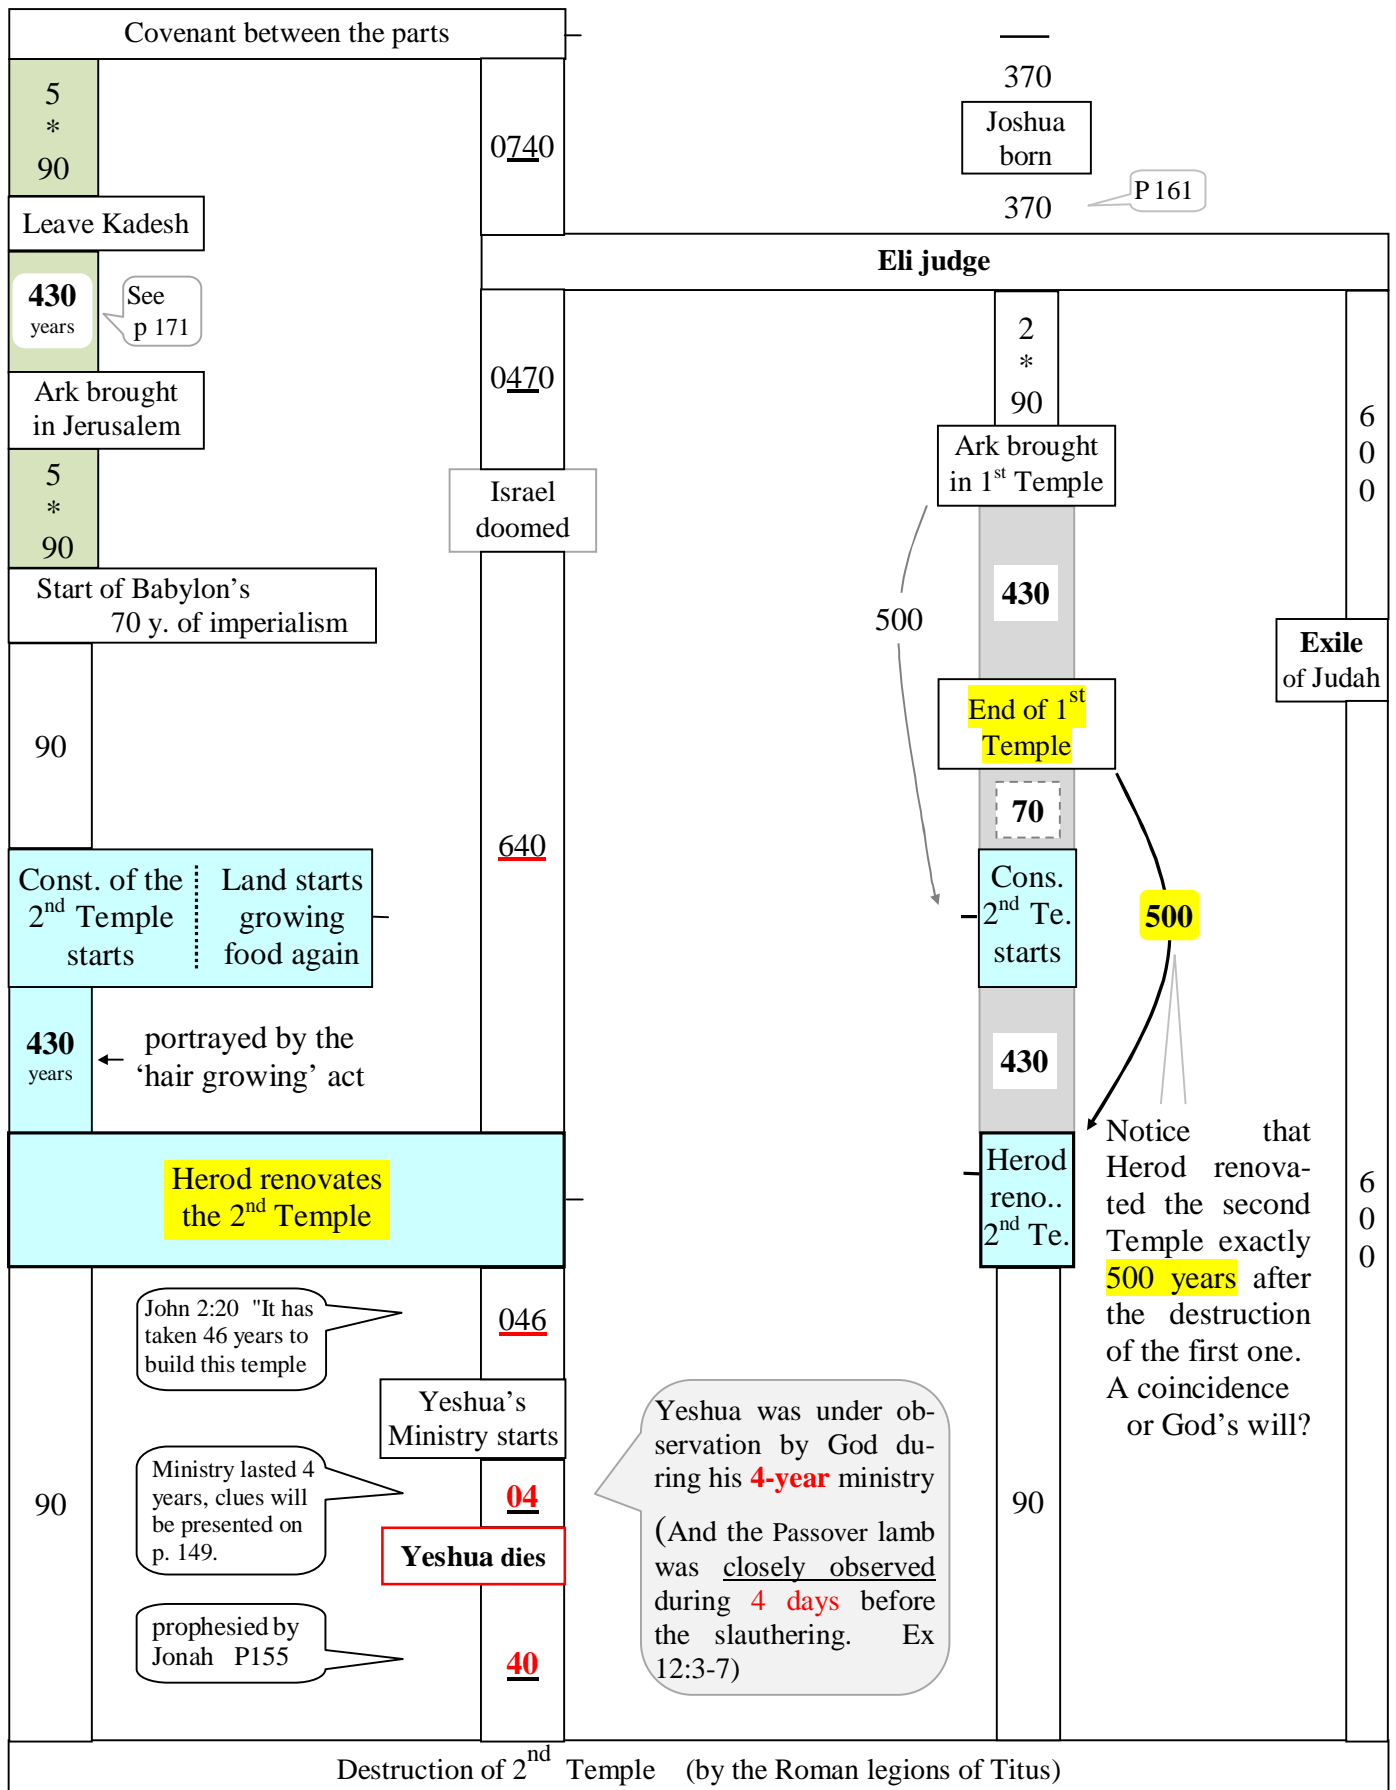 Covenant between the parts
5
*
90
Leave Kadesh
430
years
See
p 171
Ark brought
in Jerusalem
5
*
90
Start of Babylon’s
70 y. of imperialism
90
Const. of the
2nd Temple
starts
Land starts
growing
food again
430
years
portrayed by the
‘hair growing’ act
0740
0470
Israel
doomed
640
Herod renovates
the 2nd Temple
90
John 2:20 "It has
taken 46 years to
build this temple
046
Yeshua’s
Ministry starts
Ministry lasted 4
years, clues will
be presented on
p. 149.
04
Yeshua dies
prophesied by
Jonah P155
40
Yeshua was under ob-
servation by God du-
ring his 4-year ministry
(And the Passover lamb
was closely observed
during 4 days before
the slauthering. Ex
12:3-7)
370
Joshua
born
370
P 161
Eli judge
2
*
90
Ark brought
in 1st Temple
500
430
End of 1st
Temple
70
Cons.
2nd Te.
starts
500
430
Herod
reno..
2nd Te.
90
Notice that
Herod renova-
ted the second
Temple exactly
500 years after
the destruction
of the first one.
A coincidence
or God’s will?
6
0
0
Exile
of Judah
6
0
0
Destruction of 2nd Temple (by the Roman legions of Titus)